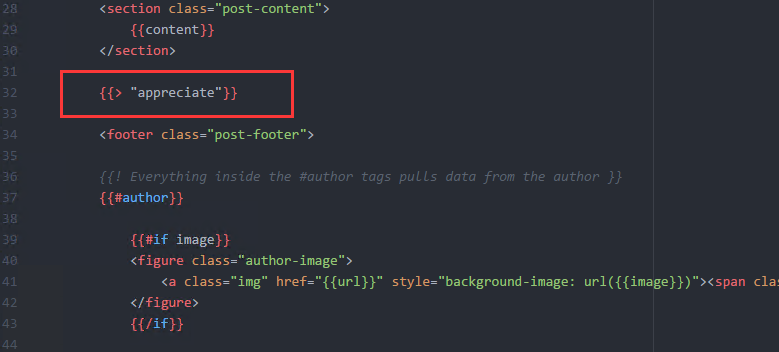 28 <section class="post-content">
29 {{content}}
30 </section>
31
32 {{> "appreciate"}}
33
34 <footer class="post-footer">
35
36 {{! Everything inside the #author tags pulls data from the author }}
37 {{#author}}
38
39 {{#if image}}
40 <figure class="author-image">
41 <a class="img" href="{{url}}" style="background-image: url({{image}})"><span clas
42 </figure>
43 {{/if}}
44